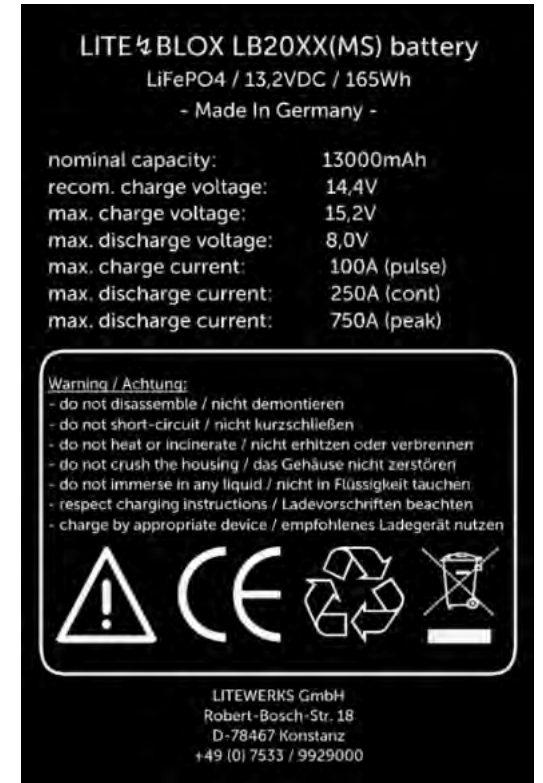 LITE↯BLOX LB20XX(MS) battery
LiFePO4 / 13,2VDC / 165Wh
- Made In Germany -
nominal capacity: 13000mAh
recom. charge voltage: 14,4V
max. charge voltage: 15,2V
max. discharge voltage: 8,0V
max. charge current: 100A (pulse)
max. discharge current: 250A (cont)
max. discharge current: 750A (peak)
Warning / Achtung:
- do not disassemble / nicht demontieren
- do not short-circuit / nicht kurzschließen
- do not heat or incinerate / nicht erhitzen oder verbrennen
- do not crush the housing / das Gehäuse nicht zerstören
- do not immerse in any liquid / nicht in Flüssigkeit tauchen
- respect charging instructions / Ladevorschriften beachten
- charge by appropriate device / empfohlenes Ladegerät nutzen
CE
LITEWERKS GmbH
Robert-Bosch-Str. 18
D-78467 Konstanz
+49 (0) 7533 / 9929000